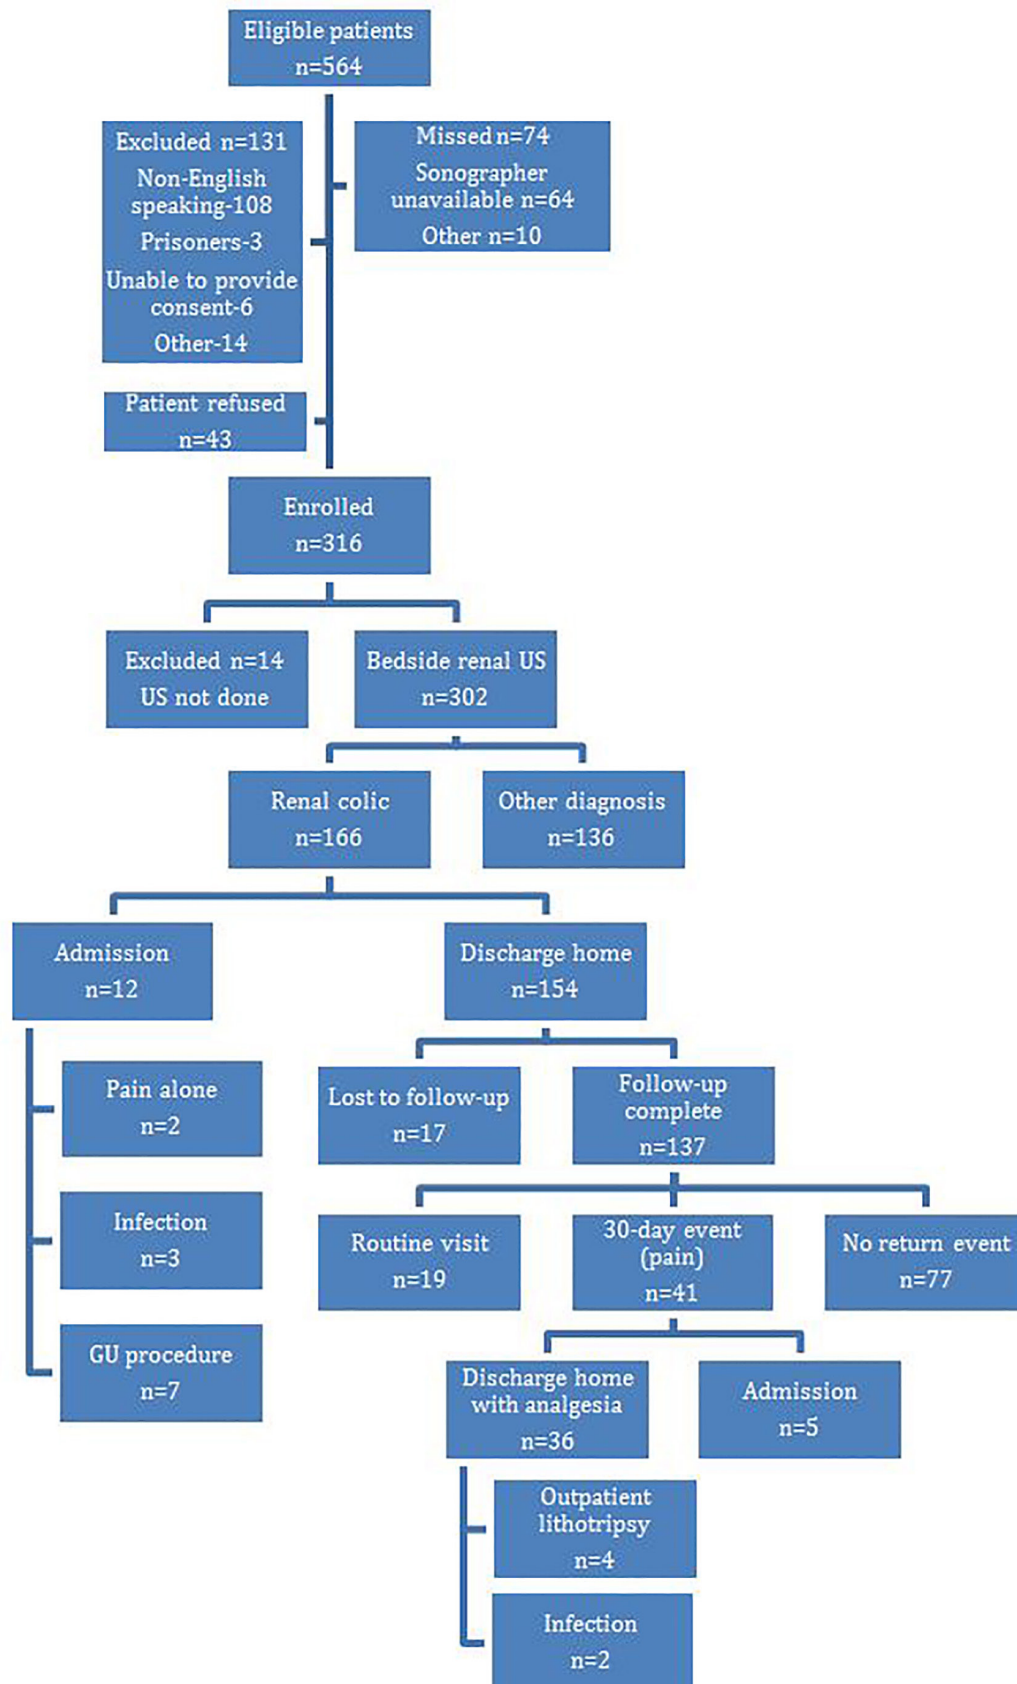 Eligible patients
n=564
Excluded n=131
Non-English
speaking-108
Prisoners-3
Unable to provide
consent-6
Other-14
Missed n=74
Sonographer
unavailable n=64
Other n=10
Patient refused
n=43
Enrolled
n=316
Excluded n=14
US not done
Bedside renal US
n=302
Renal colic
n=166
Other diagnosis
n=136
Admission
n=12
Discharge home
n=154
Pain alone
n=2
Infection
n=3
GU procedure
n=7
Lost to follow-up
n=17
Follow-up
complete
n=137
Routine visit
n=19
30-day event
(pain)
n=41
No return event
n=77
Discharge home
with analgesia
n=36
Admission
n=5
Outpatient
lithotripsy
n=4
Infection
n=2